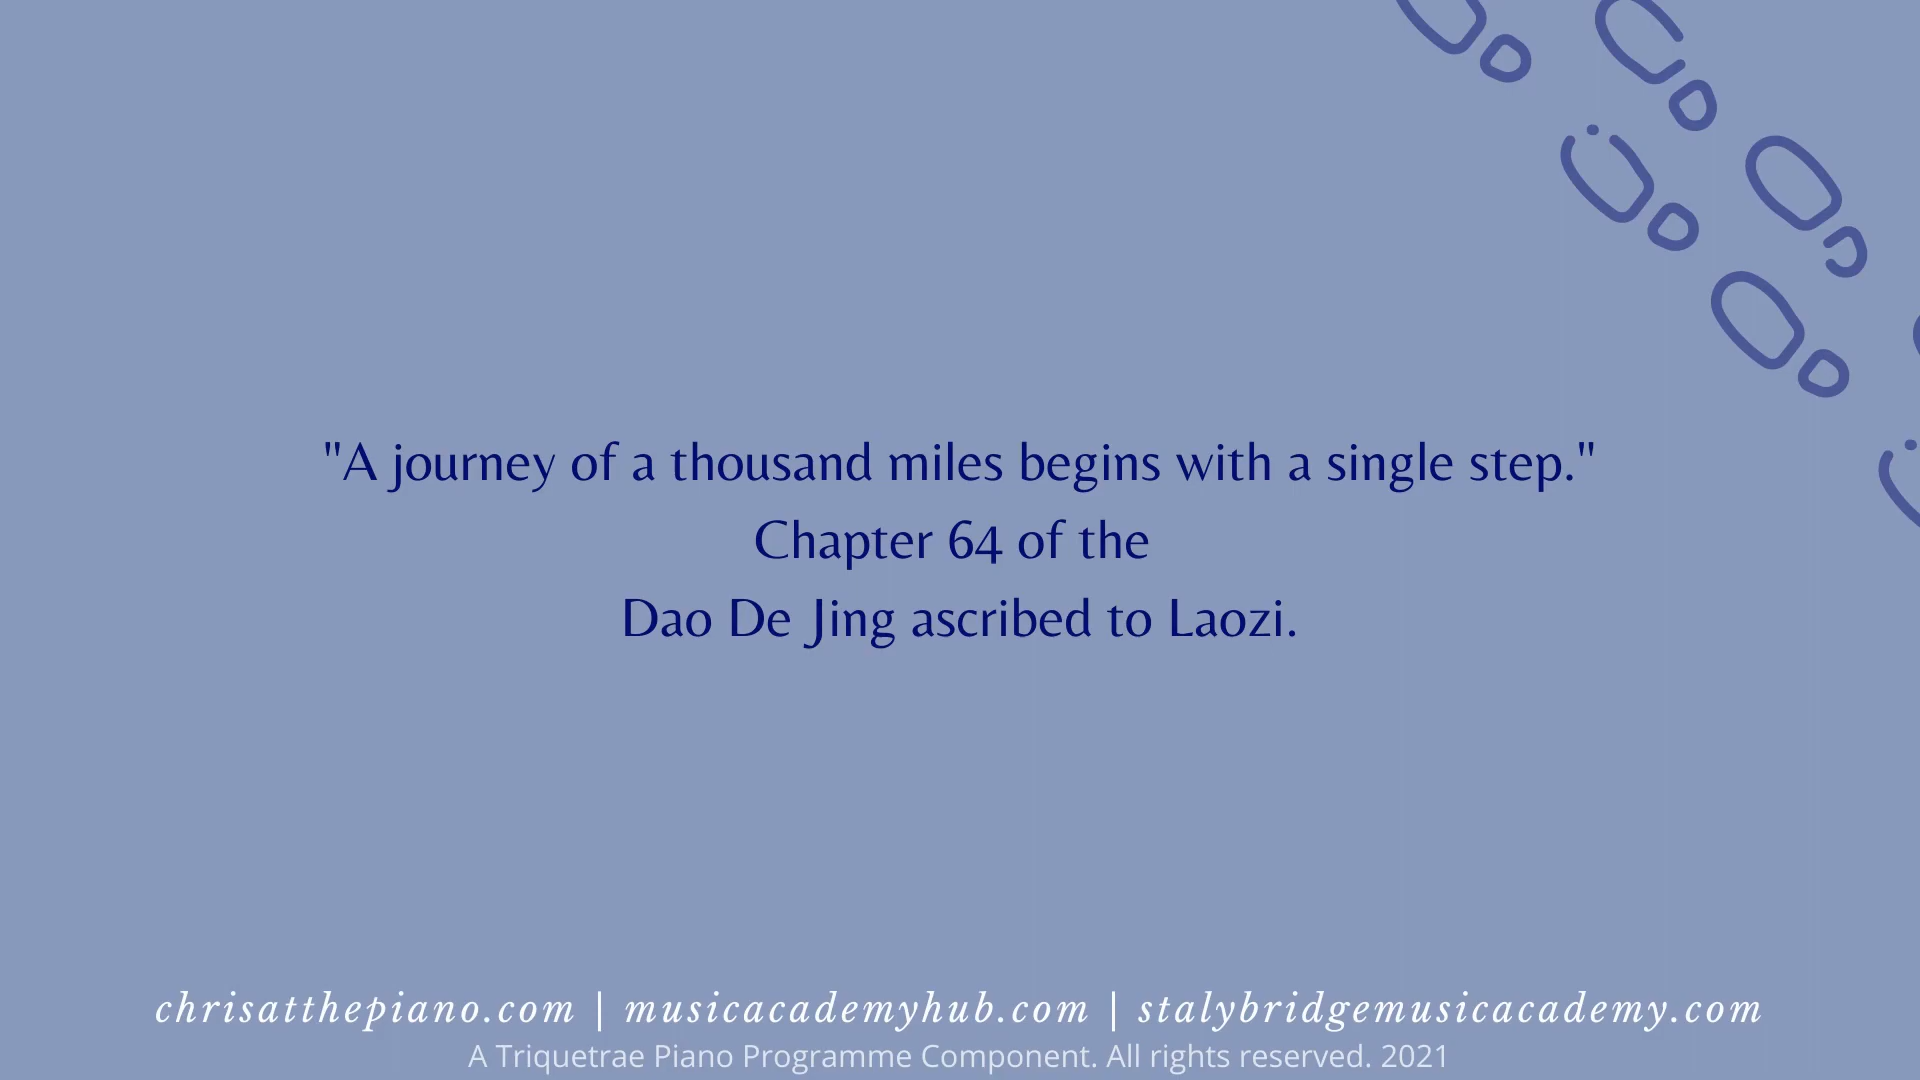 "A journey of a thousand miles begins with a single step."
Chapter 64 of the
Dao De Jing ascribed to Laozi.
chrisatthepiano.com | musicacademyhub.com | stalybridgemusicacademy.com
A Triquetrae Piano Programme Component. All rights reserved. 2021